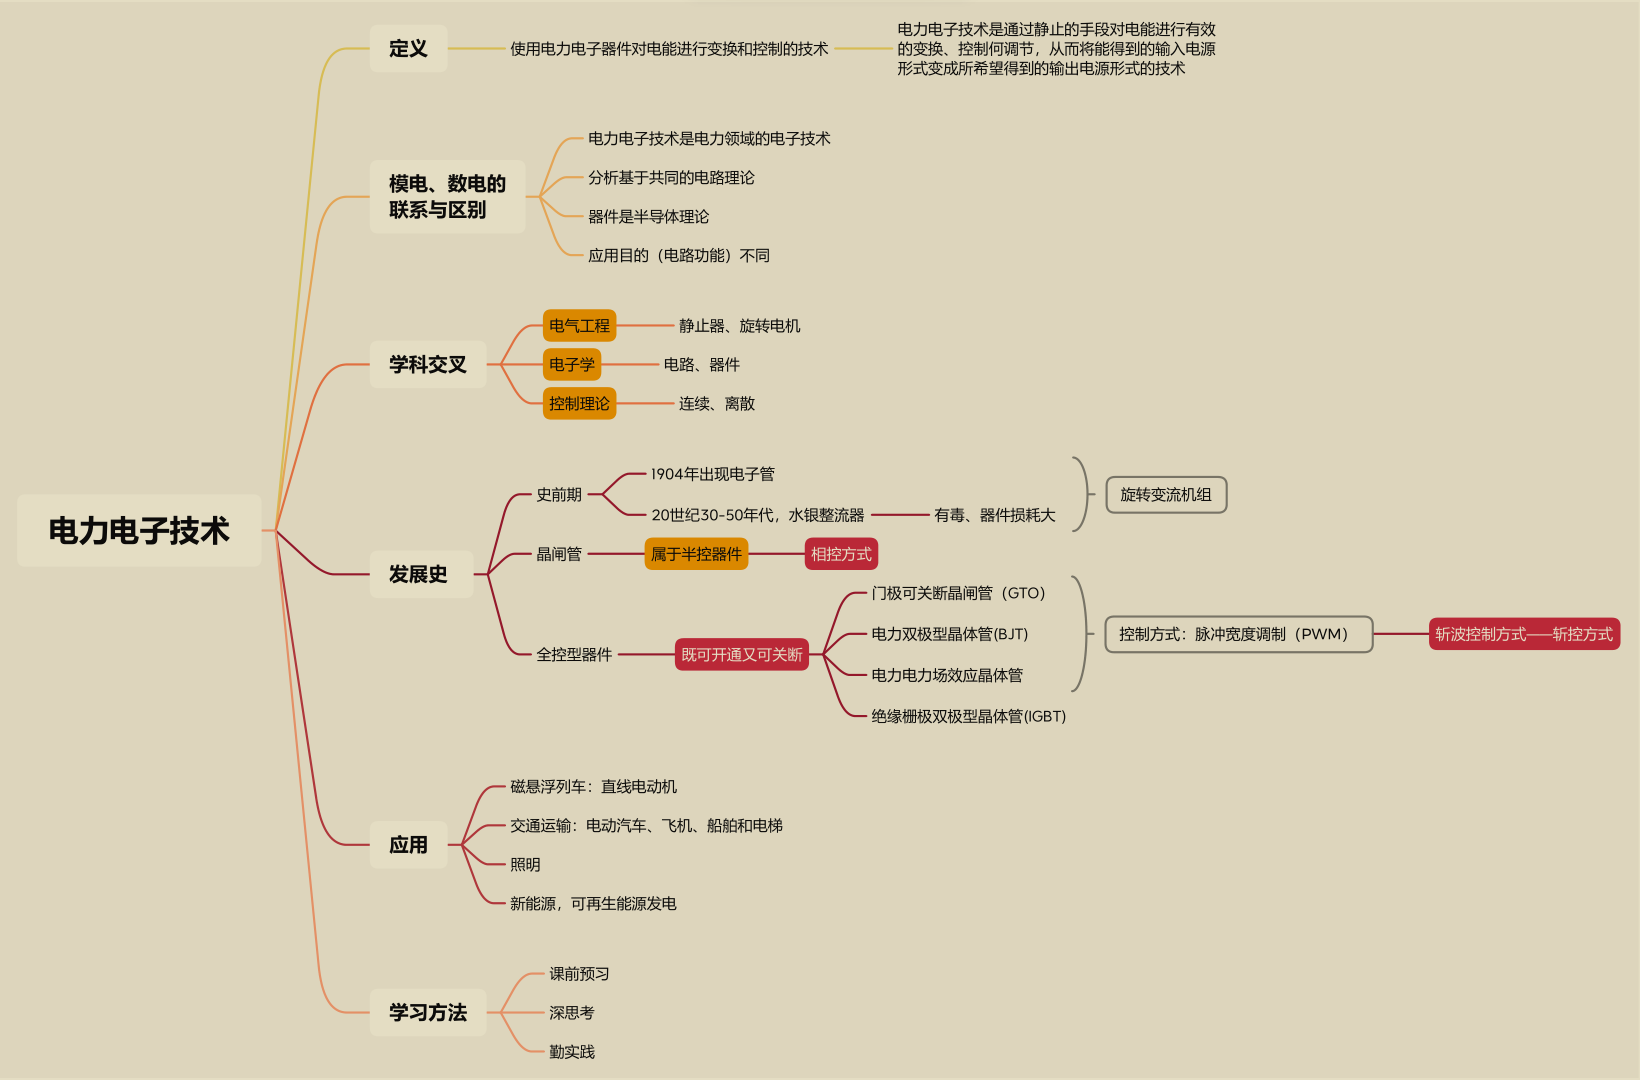 电力电子技术
定义
使用电力电子器件对电能进行变换和控制的技术
电力电子技术是通过静止的手段对电能进行有效
的变换、控制何调节，从而将能得到的输入电源
形式变成所希望得到的输出电源形式的技术
模电、数电的
联系与区别
电力电子技术是电力领域的电子技术
分析基于共同的电路理论
器件是半导体理论
应用目的（电路功能）不同
学科交叉
电气工程
静止器、旋转电机
电子学
电路、器件
控制理论
连续、离散
发展史
史前期
1904年出现电子管
20世纪30-50年代，水银整流器
有毒、器件损耗大
旋转变流机组
晶闸管
属于半控器件
相控方式
全控型器件
既可开通又可关断
门极可关断晶闸管（GTO）
电力双极型晶体管(BJT)
电力电力场效应晶体管
绝缘栅极双极型晶体管(IGBT)
控制方式：脉冲宽度调制（PWM）
斩波控制方式——斩控方式
应用
磁悬浮列车：直线电动机
交通运输：电动汽车、飞机、船舶和电梯
照明
新能源，可再生能源发电
学习方法
课前预习
深思考
勤实践